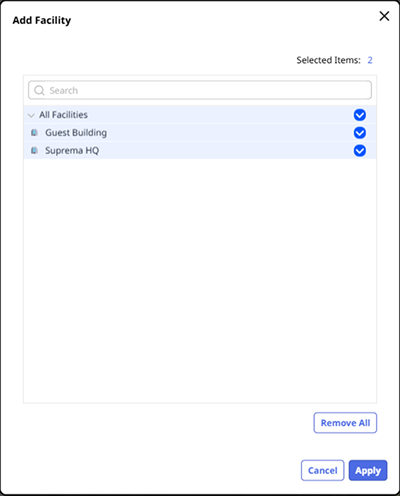 Add Facility
Selected Items: 2
Search
All Facilities
Guest Building
Suprema HQ
Remove All
Cancel Apply